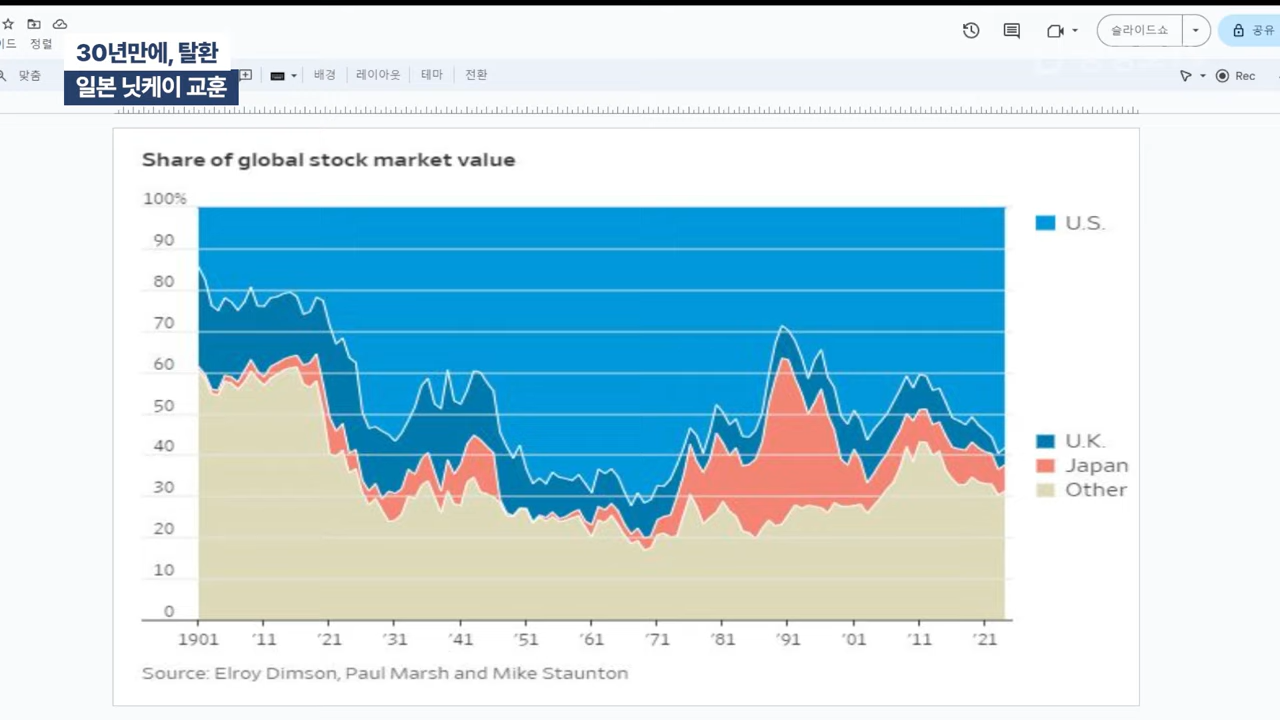 30년만에, 탈환
일본 닛케이 교훈
이드 정렬
슬라이드쇼
공유
맞춤
배경 레이아웃 테마 전환
Rec
Share of global stock market value
100%
90
80
70
60
50
40
30
20
10
0
1901 '11 '21 '31 '41 '51 '61 '71 '81 '91 '01 '11 '21
U.S.
U.K.
Japan
Other
Source: Elroy Dimson, Paul Marsh and Mike Staunton